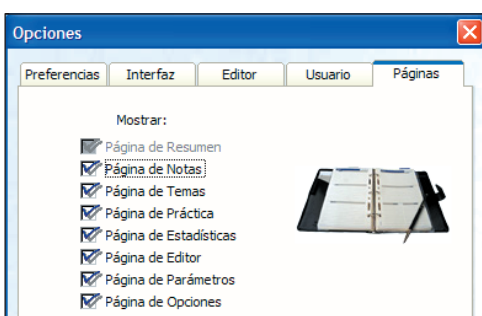 Opciones
Preferencias Interfaz Editor Usuario Páginas
Mostrar:
Página de Resumen
Página de Notas
Página de Temas
Página de Práctica
Página de Estadísticas
Página de Editor
Página de Parámetros
Página de Opciones